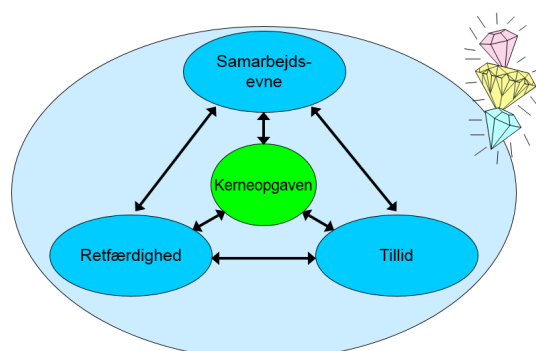 Samarbejds-
evne
Kerneopgaven
Retfærdighed
Tillid